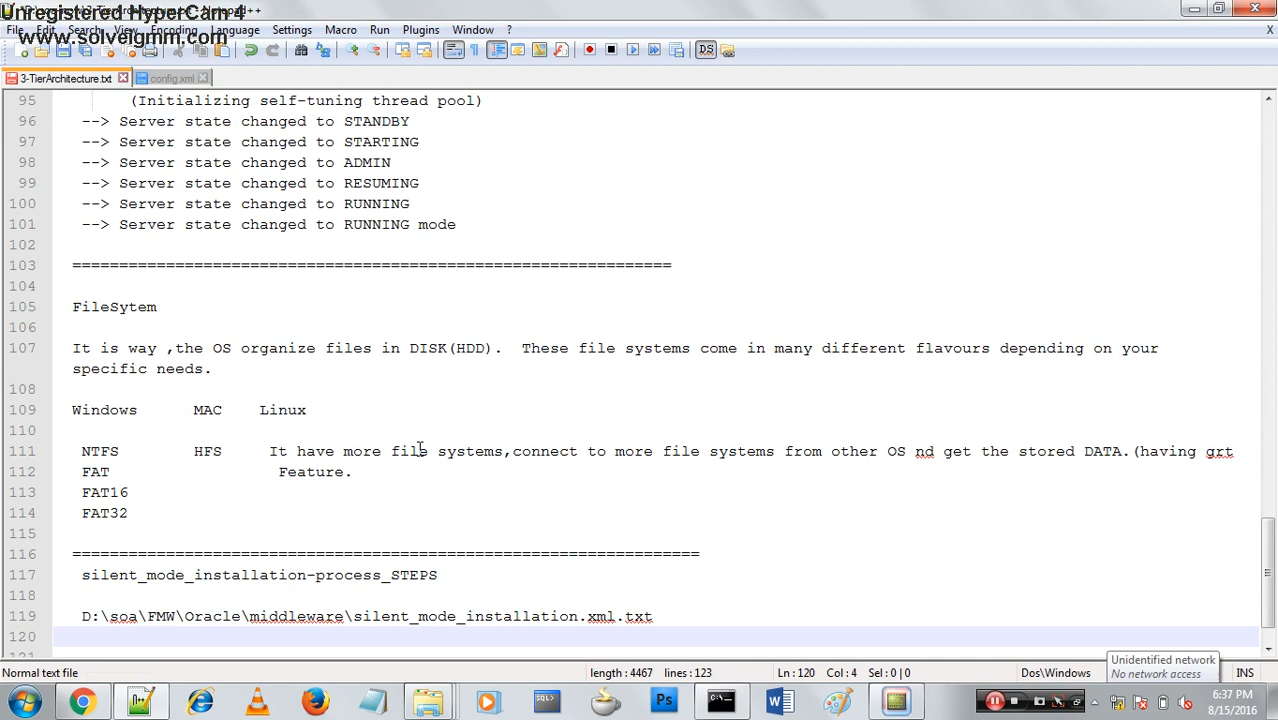 Unregistered HyperCam 4
www.solveigmm.com
File Edit Search View Encoding Language Settings Macro Run Plugins Window ?
X
3-TierArchitecture.txt config.xml
95 (Initializing self-tuning thread pool)
96 --> Server state changed to STANDBY
97 --> Server state changed to STARTING
98 --> Server state changed to ADMIN
99 --> Server state changed to RESUMING
100 --> Server state changed to RUNNING
101 --> Server state changed to RUNNING mode
102
103 ================================================================
104
105 FileSytem
106
107 It is way ,the OS organize files in DISK(HDD). These file systems come in many different flavours depending on your
specific needs.
108
109 Windows MAC Linux
110
111 NTFS HFS It have more file systems,connect to more file systems from other OS nd get the stored DATA.(having grt
112 FAT Feature.
113 FAT16
114 FAT32
115
116 ===================================================================
117 silent_mode_installation-process_STEPS
118
119 D:\soa\FMW\Oracle\middleware\silent_mode_installation.xml.txt
120
121
Normal text file length : 4467 lines : 123 Ln : 120 Col : 4 Sel : 0 | 0 Dos\Windows INS
Unidentified network
No network access
6:37 PM
8/15/2016